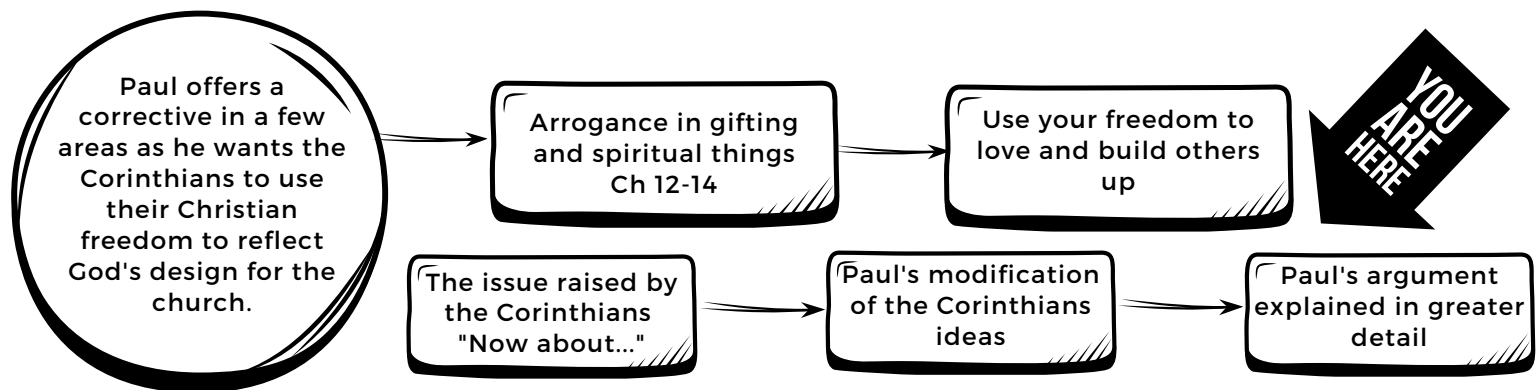 Paul offers a
corrective in a few
areas as he wants the
Corinthians to use
their Christian
freedom to reflect
God's design for the
church.
Arrogance in gifting
and spiritual things
Ch 12-14
Use your freedom to
love and build others
up
YOU
ARE
HERE
The issue raised by
the Corinthians
"Now about..."
Paul's modification
of the Corinthians
ideas
Paul's argument
explained in greater
detail